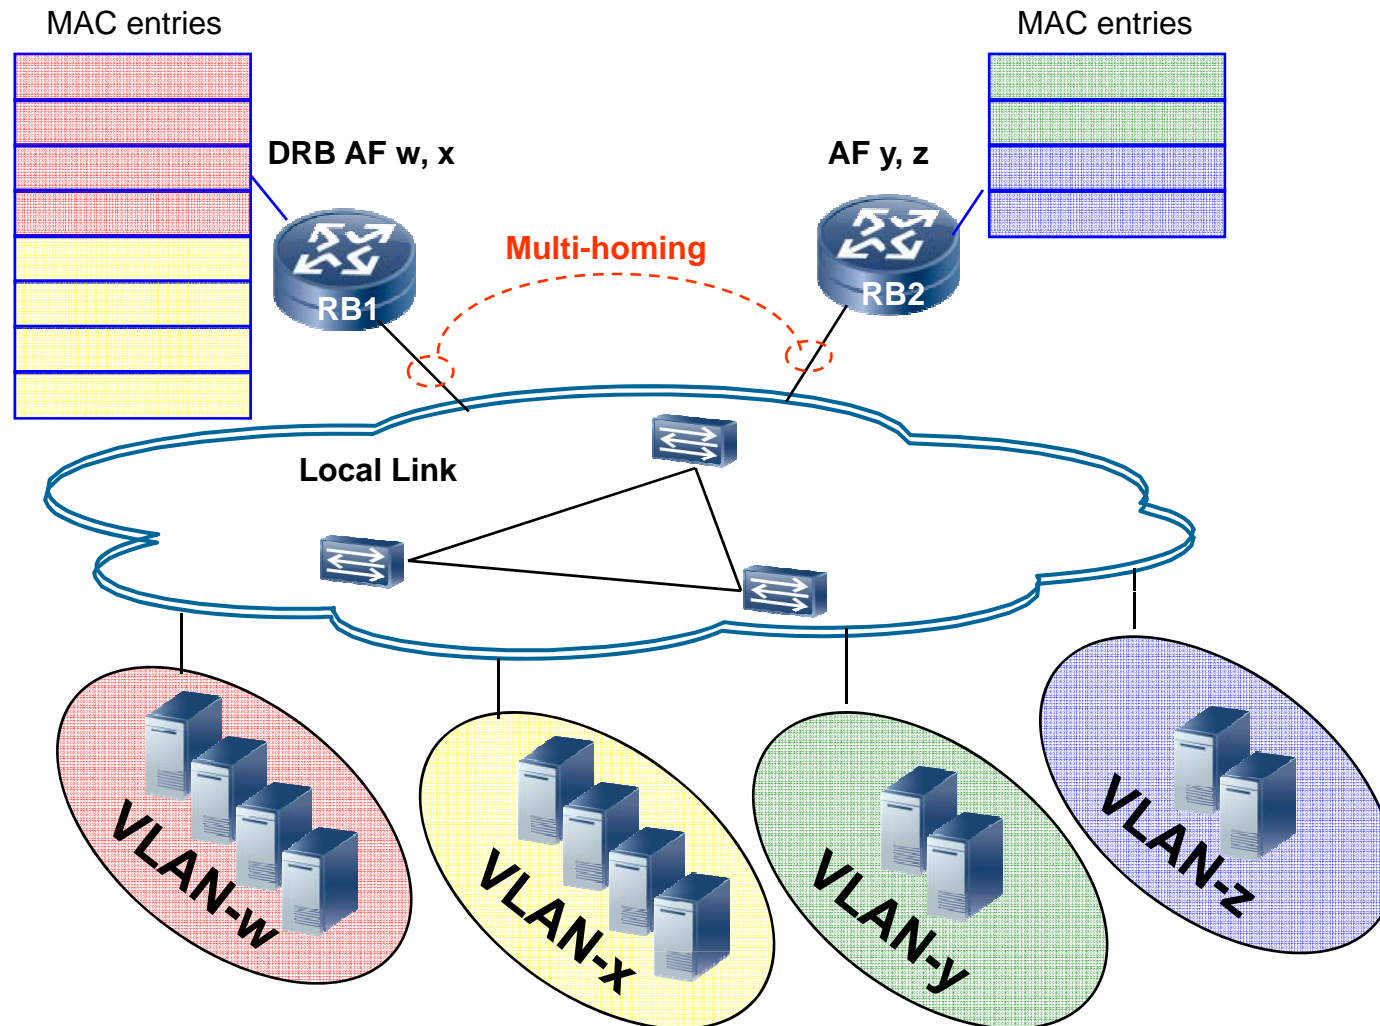 MAC entries
MAC entries
DRB AF w, x
AF y, z
Multi-homing
RB1
RB2
Local Link
VLAN-w
VLAN-x
VLAN-y
VLAN-z